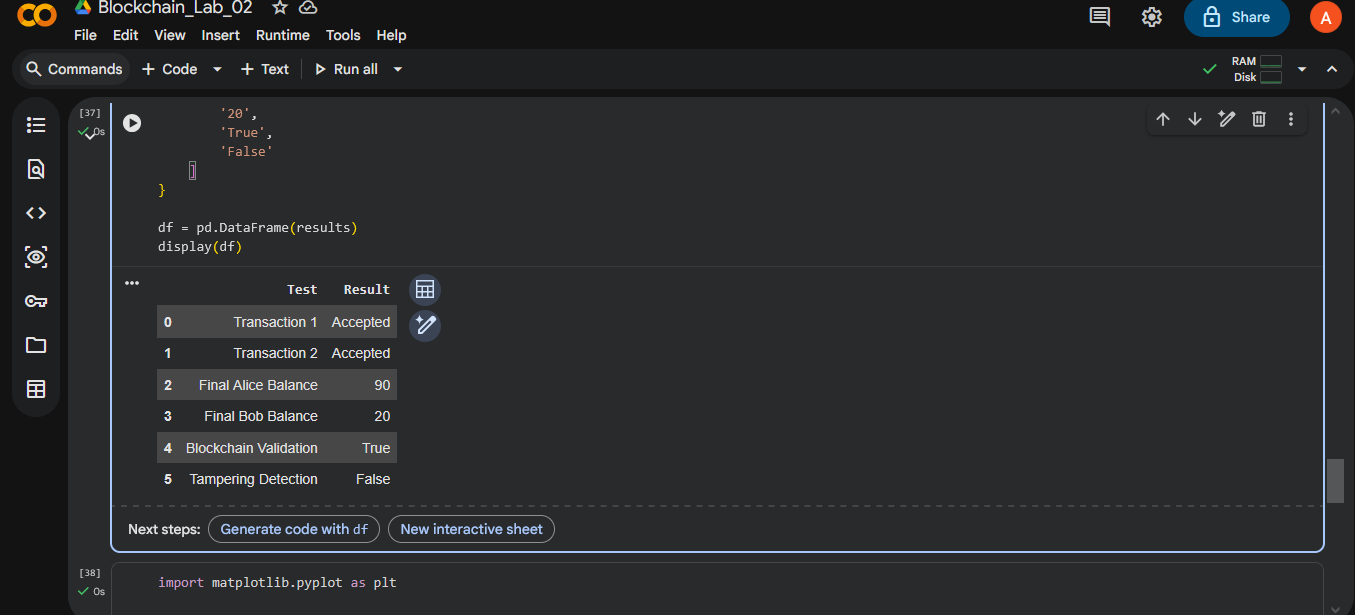 Blockchain_Lab_02
File Edit View Insert Runtime Tools Help
Share
A
Commands + Code + Text Run all
RAM
Disk
[37]
0s
'20',
'True',
'False'
]
}
df = pd.DataFrame(results)
display(df)
Test Result
0 Transaction 1 Accepted
1 Transaction 2 Accepted
2 Final Alice Balance 90
3 Final Bob Balance 20
4 Blockchain Validation True
5 Tampering Detection False
Next steps: Generate code with df New interactive sheet
[38]
0s
import matplotlib.pyplot as plt